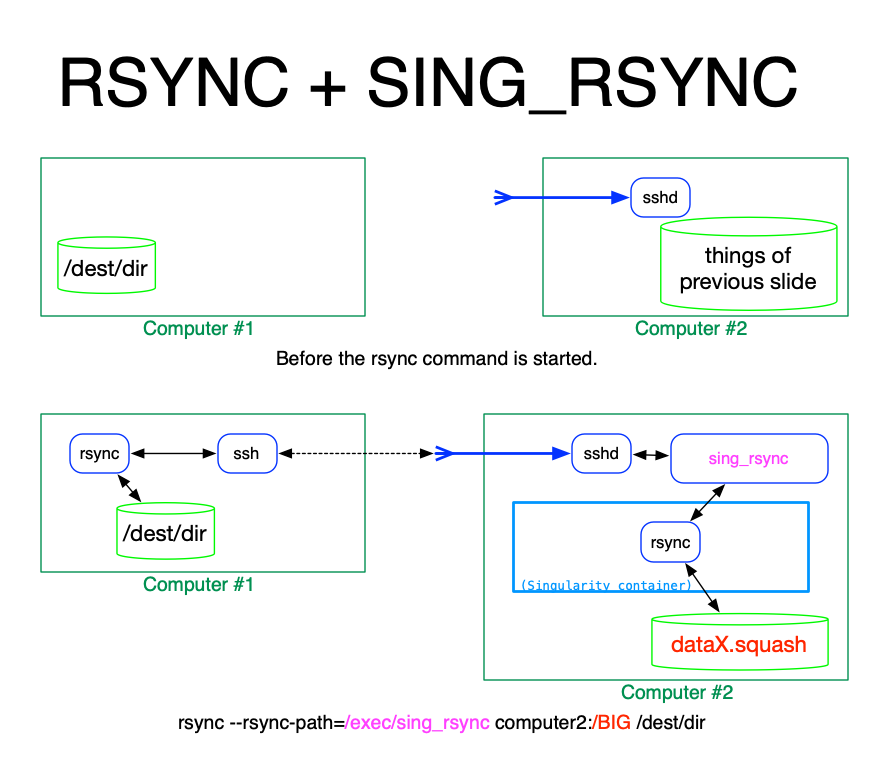 RSYNC + SING_RSYNC
/dest/dir
Computer #1
sshd
things of
previous slide
Computer #2
Before the rsync command is started.
rsync
ssh
/dest/dir
Computer #1
sshd
sing_rsync
rsync
(Singularity container)
dataX.squash
Computer #2
rsync --rsync-path=/exec/sing_rsync computer2:/BIG /dest/dir